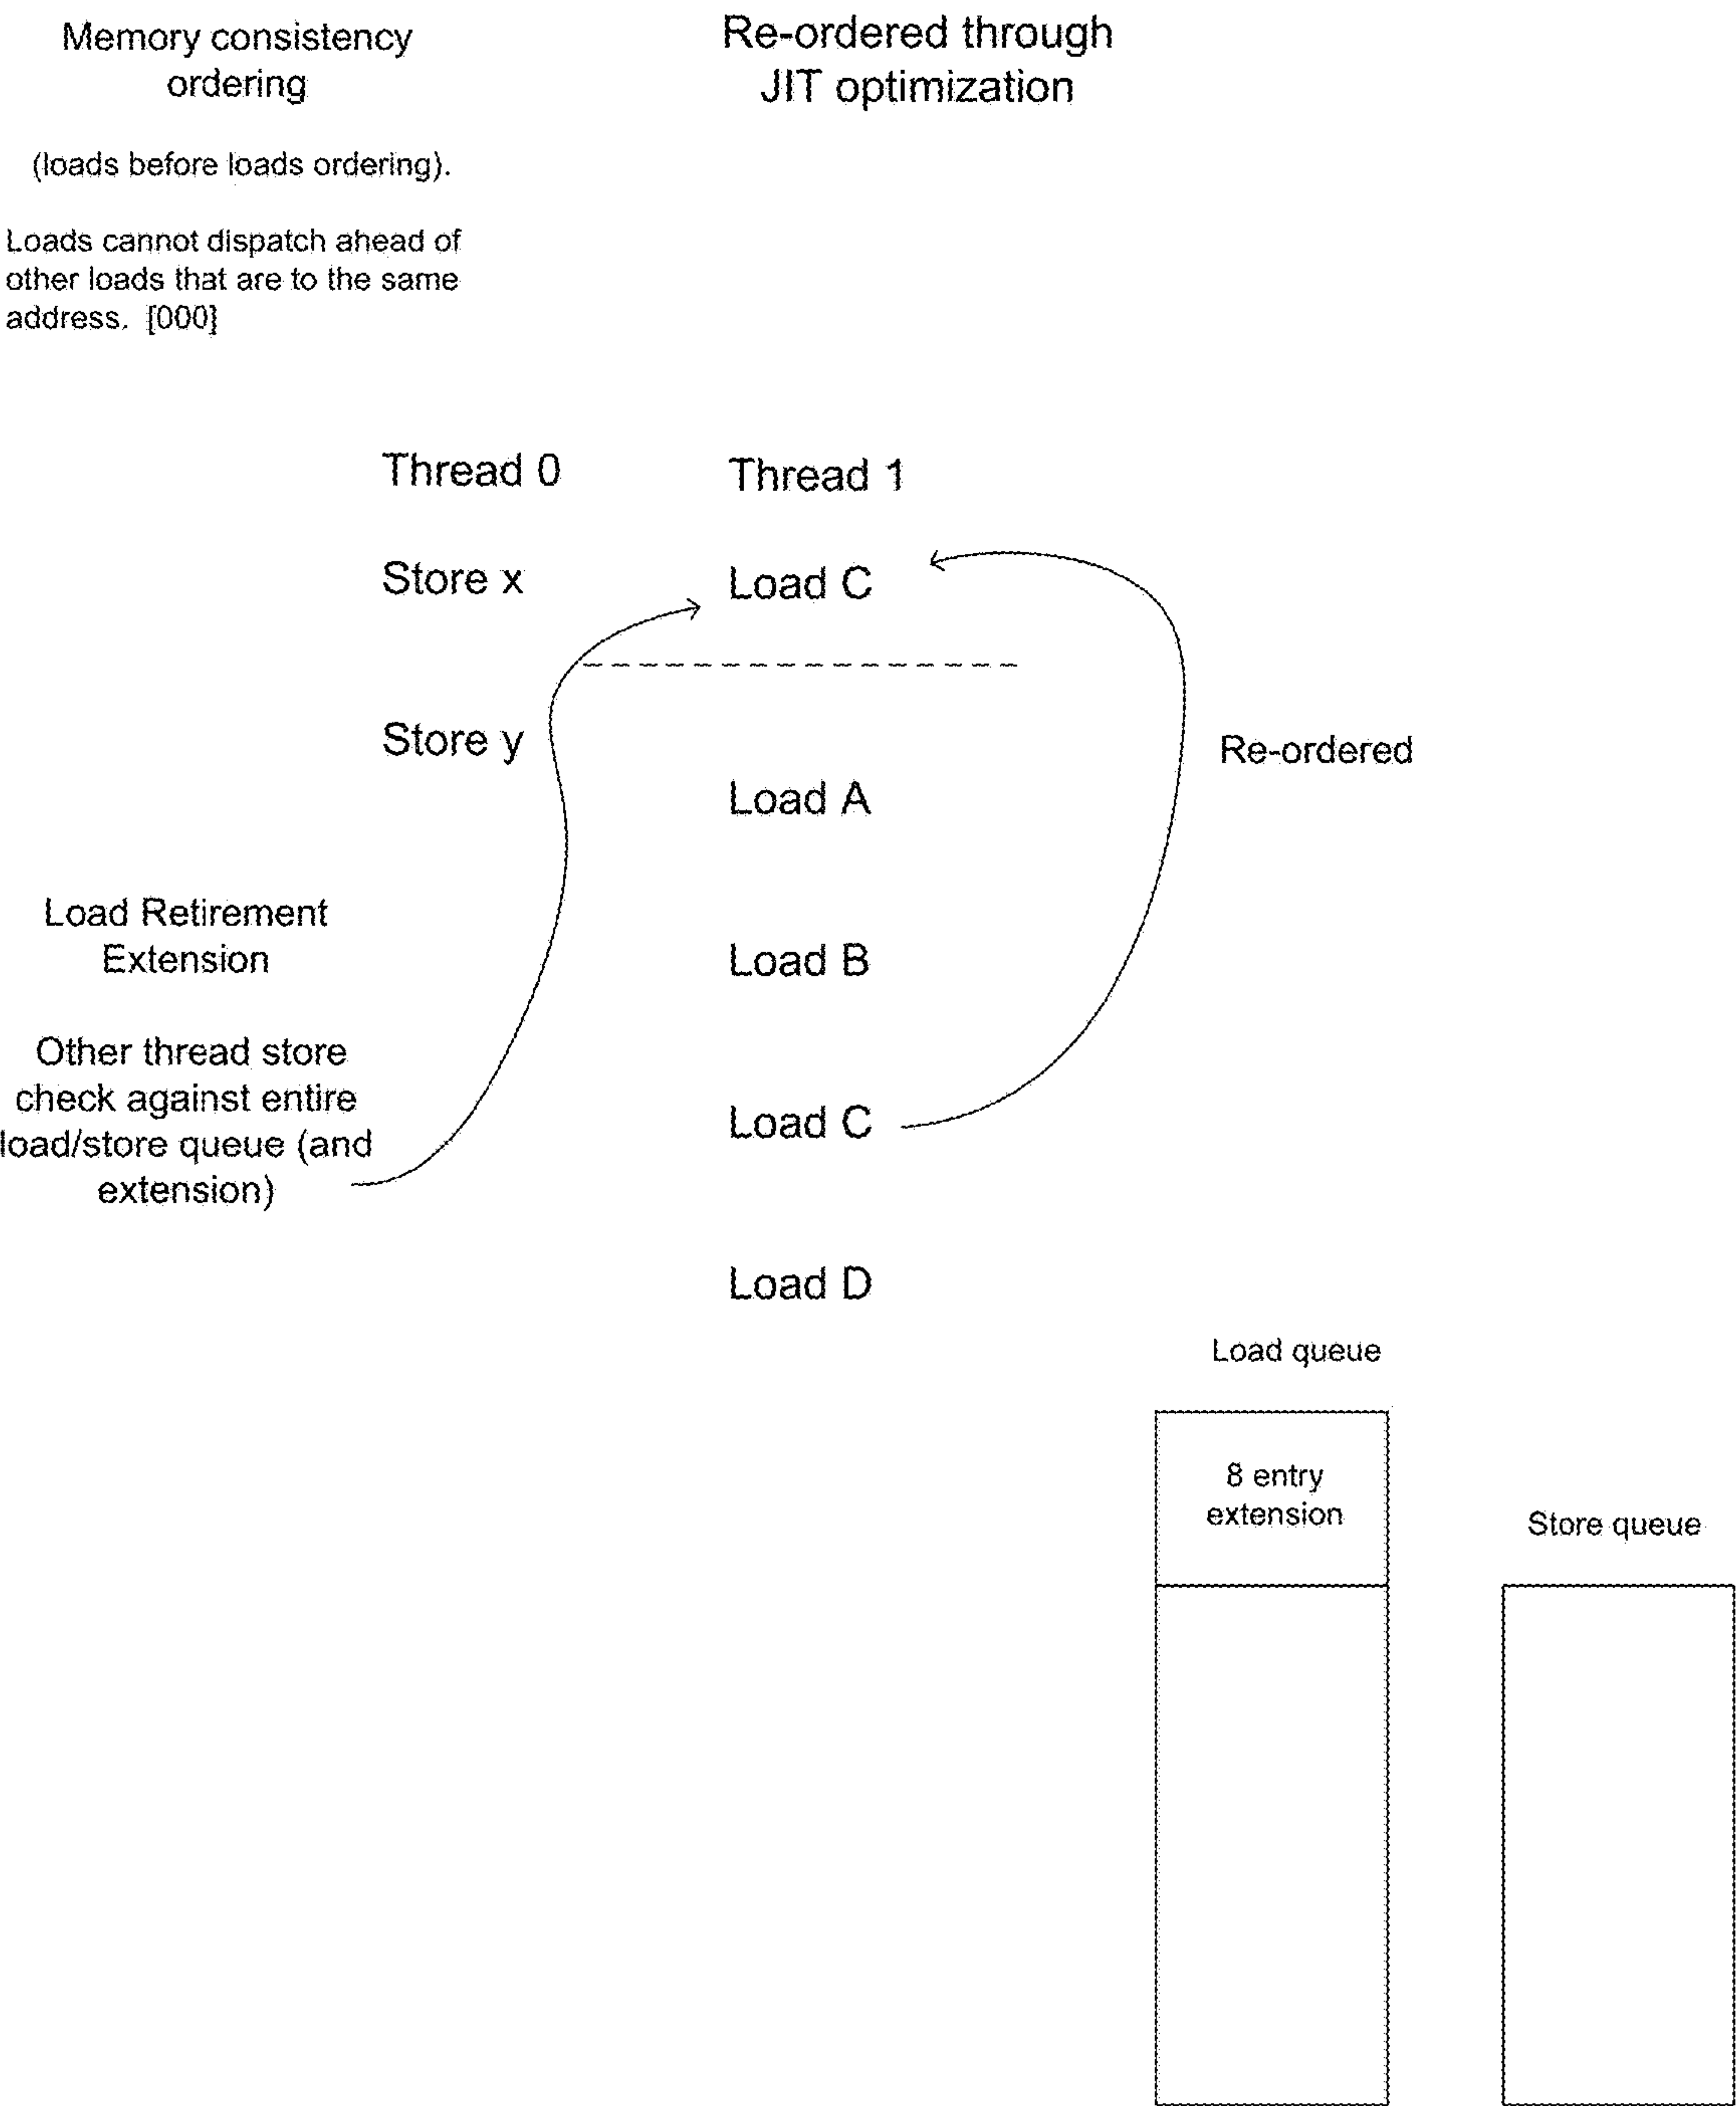 Memory consistency
ordering
Re-ordered through
JIT optimization
(loads before loads ordering).
Loads cannot dispatch ahead of
other loads that are to the same
address. [000]
Thread 0
Thread 1
Store x
Load C
Store y
Re-ordered
Load A
Load Retirement
Extension
Load B
Other thread store
check against entire
load/store queue (and
extension)
Load C
Load D
Load queue
8 entry
extension
Store queue